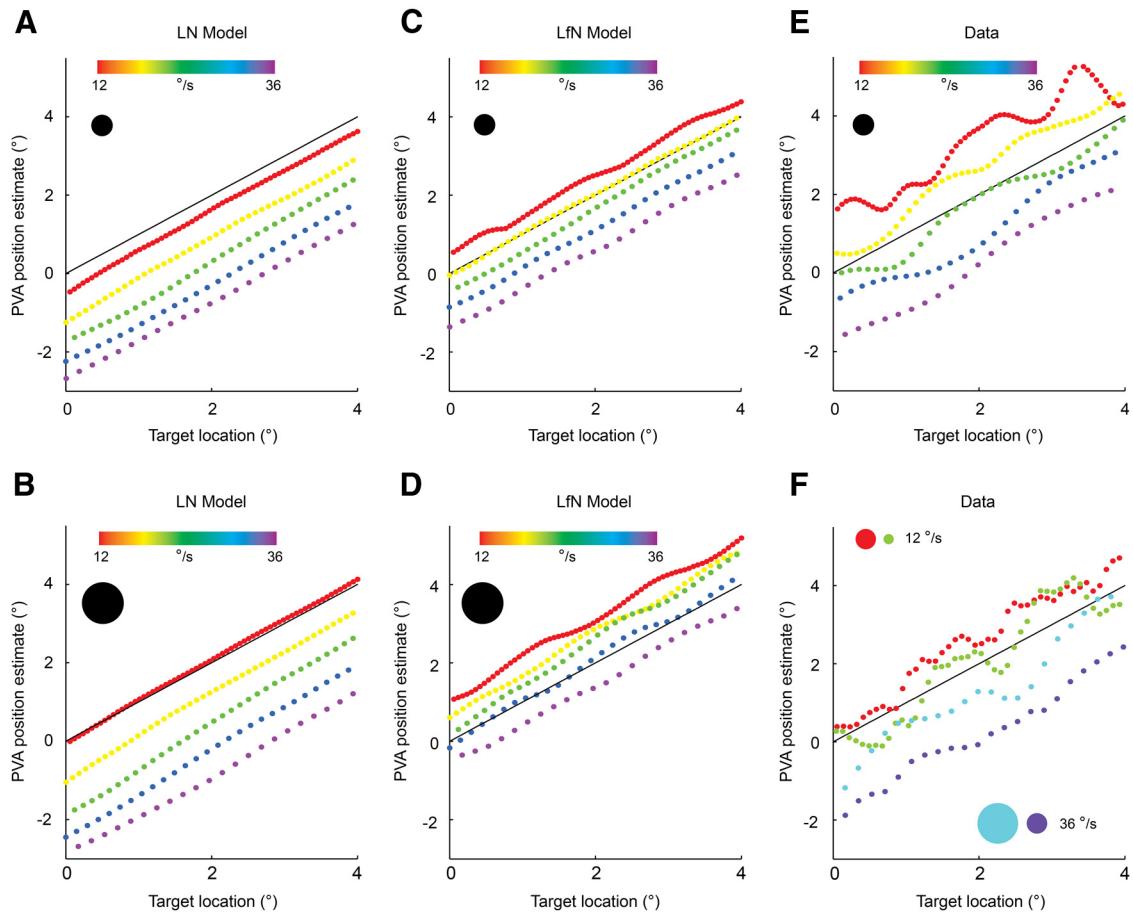 A
LN Model
12
°/s
36
PVA position estimate (°)
4
2
0
-2
0
2
4
Target location (°)
C
LfN Model
12
°/s
36
PVA position estimate (°)
4
2
0
-2
0
2
4
Target location (°)
E
Data
12
°/s
36
PVA position estimate (°)
4
2
0
-2
0
2
4
Target location (°)
B
LN Model
12
°/s
36
PVA position estimate (°)
4
2
0
-2
0
2
4
Target location (°)
D
LfN Model
12
°/s
36
PVA position estimate (°)
4
2
0
-2
0
2
4
Target location (°)
F
Data
12 °/s
PVA position estimate (°)
4
2
0
-2
36 °/s
0
2
4
Target location (°)